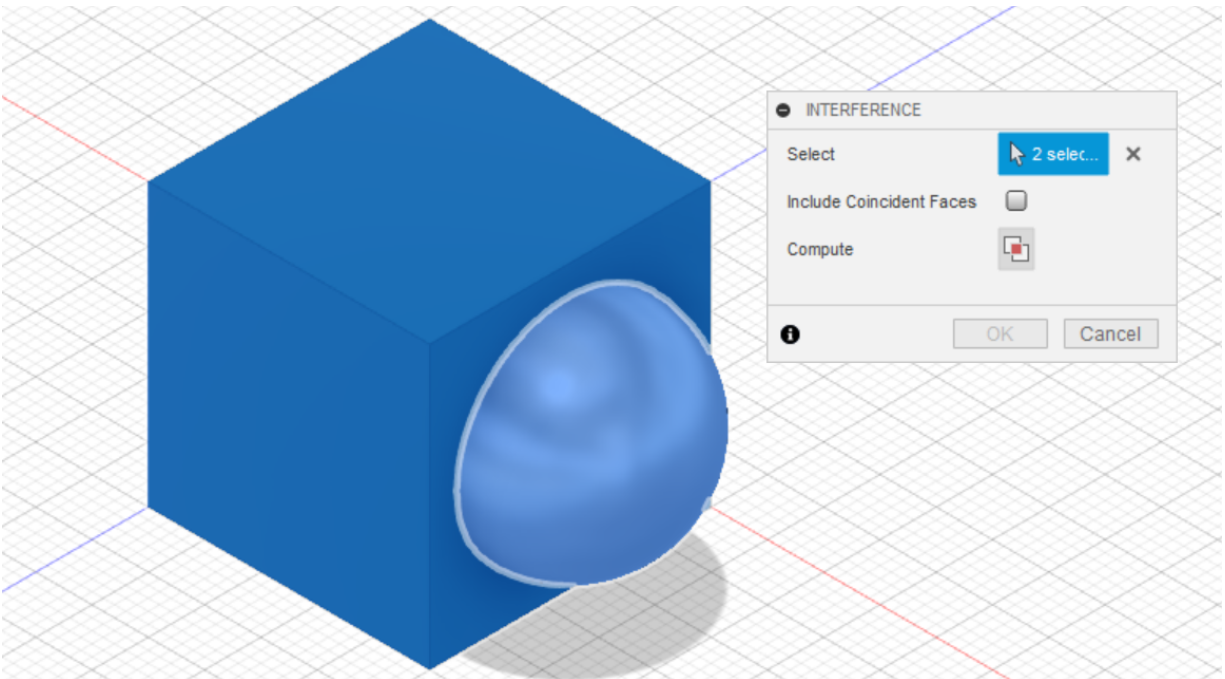 INTERFERENCE
Select 2 selec...
Include Coincident Faces
Compute
OK Cancel